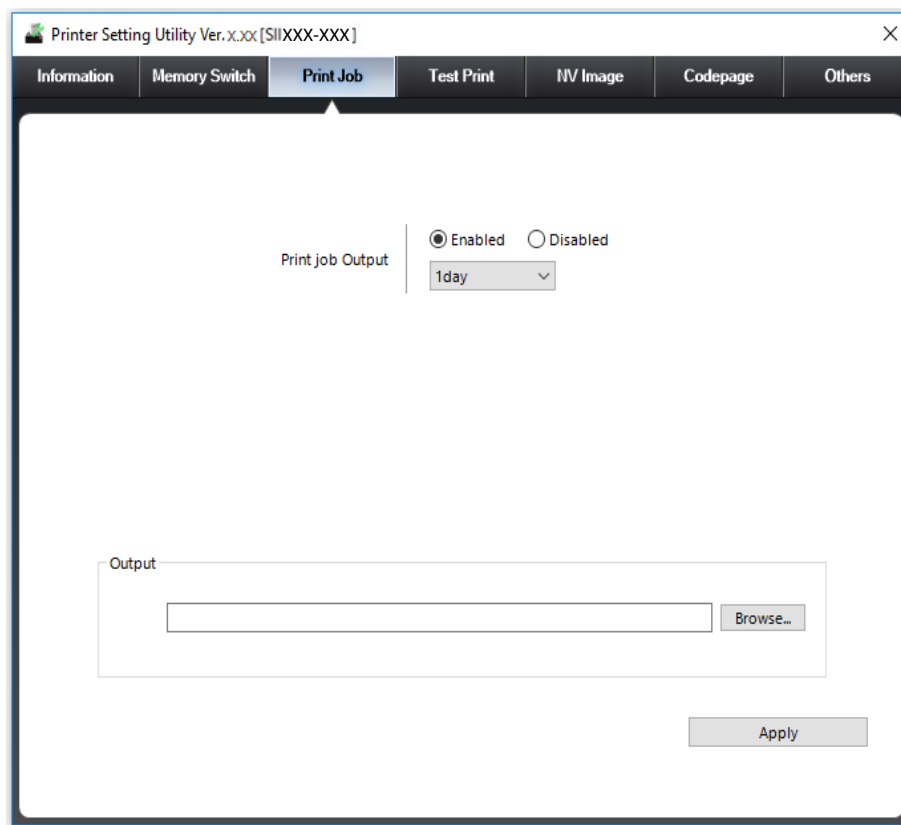 Printer Setting Utility Ver. x.xx [SIIXXX-XXX]
Information Memory Switch Print Job Test Print NV Image Codepage Others
Enabled Disabled
Print job Output
1day
Output
Browse...
Apply